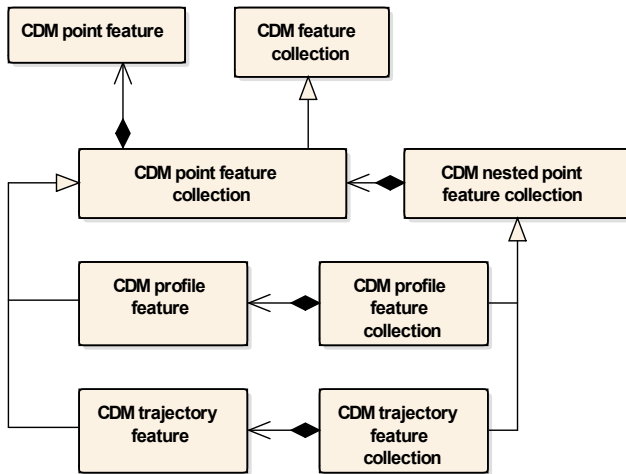 CDM point feature
CDM feature
collection
CDM point feature
collection
CDM nested point
feature collection
CDM profile
feature
CDM profile
feature
collection
CDM trajectory
feature
CDM trajectory
feature
collection